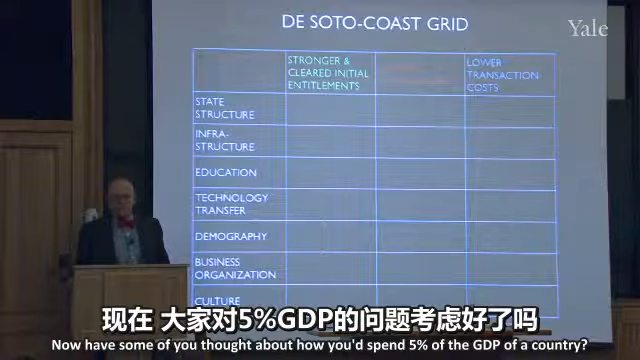 DE SOTO-COAST GRID
Yale
STRONGER &
CLEARED INITIAL
ENTITLEMENTS
LOWER
TRANSACTION
COSTS
STATE
STRUCTURE
INFRA-
STRUCTURE
EDUCATION
TECHNOLOGY
TRANSFER
DEMOGRAPHY
BUSINESS
ORGANIZATION
CULTURE
现在 大家对5%GDP的问题考虑好了吗
Now have some of you thought about how you'd spend 5% of the GDP of a country?